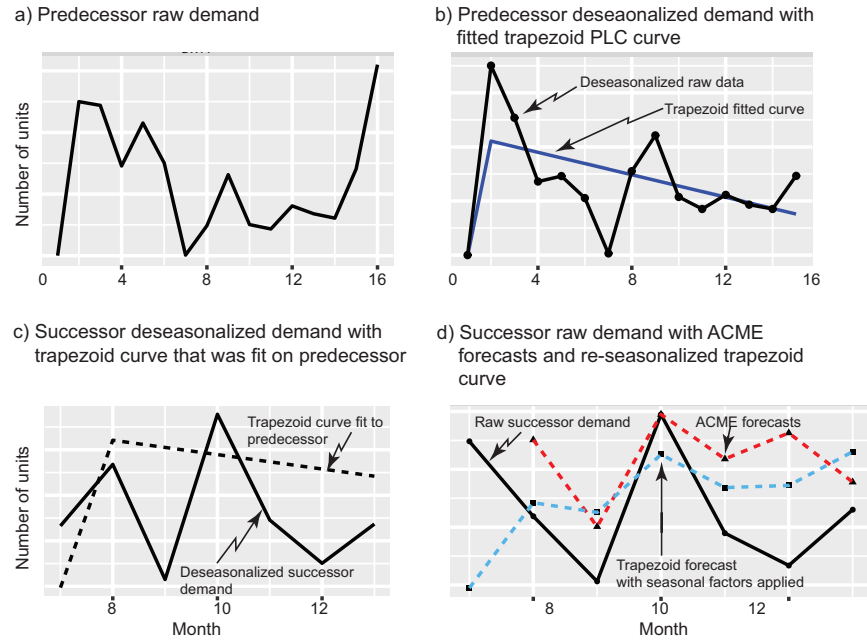 a) Predecessor raw demand
Number of units
0 4 8 12 16
b) Predecessor deseaonalized demand with
fitted trapezoid PLC curve
Deseasonalized raw data
Trapezoid fitted curve
0 4 8 10 12 16
c) Successor deseasonalized demand with
trapezoid curve that was fit on predecessor
Number of units
Trapezoid curve fit to
predecessor
Deseasonalized successor
demand
8 10 12
Month
d) Successor raw demand with ACME
forecasts and re-seasonalized trapezoid
curve
Raw successor demand
ACME forecasts
Trapezoid forecast
with seasonal factors applied
8 10 12
Month